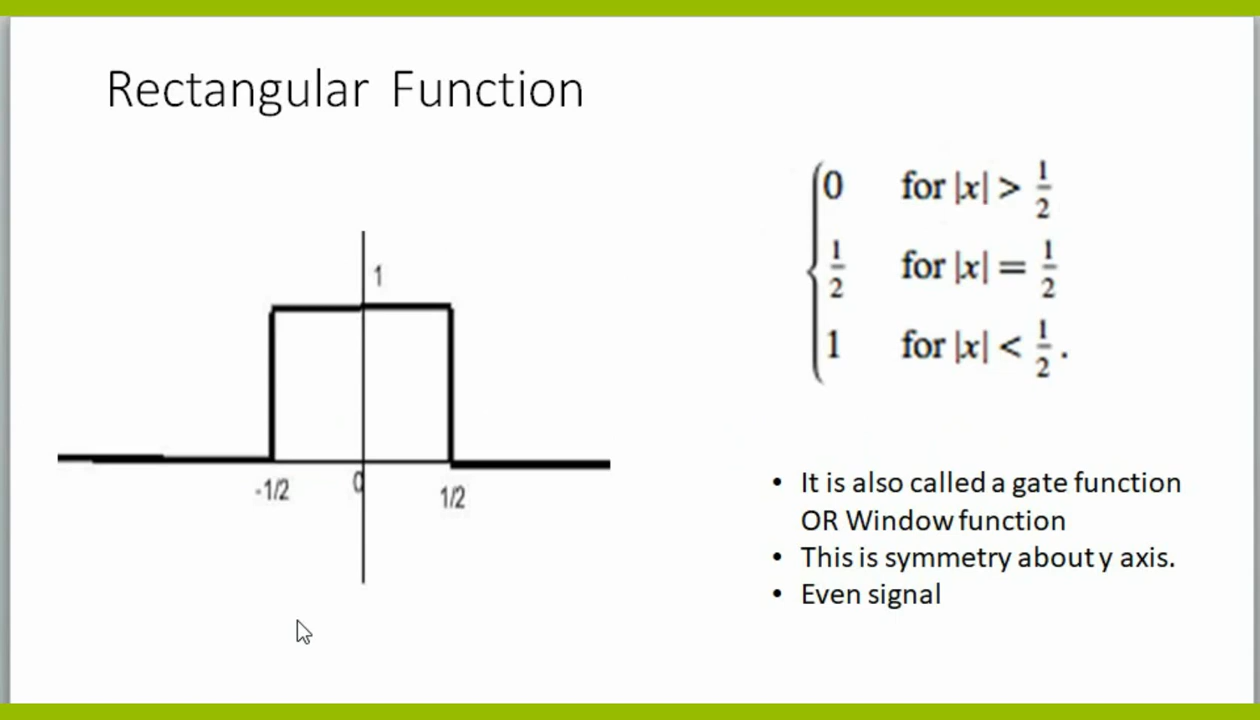 Rectangular Function
0 for |x| > 1/2
1/2 for |x| = 1/2
1 for |x| < 1/2 .
1
-1/2 0 1/2
• It is also called a gate function
OR Window function
• This is symmetry about y axis.
• Even signal